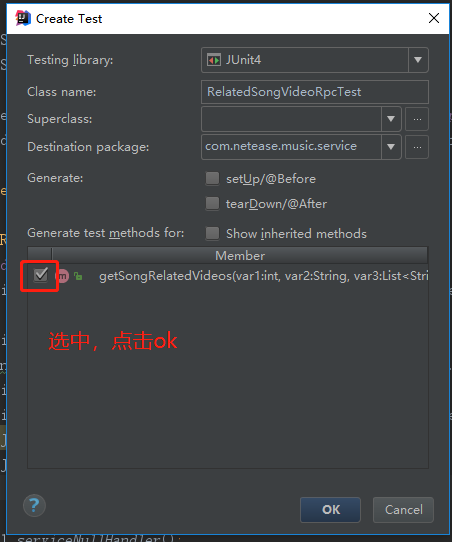 Create Test
Testing library: JUnit4
Class name: RelatedSongVideoRpcTest
Superclass: ...
Destination package: com.netease.music.service ...
Generate: setUp/@Before
tearDown/@After
Generate test methods for: Show inherited methods
Member
m getSongRelatedVideos(var1:int, var2:String, var3:List<Stri
选中，点击ok
? OK Cancel
serviceNullHandler();